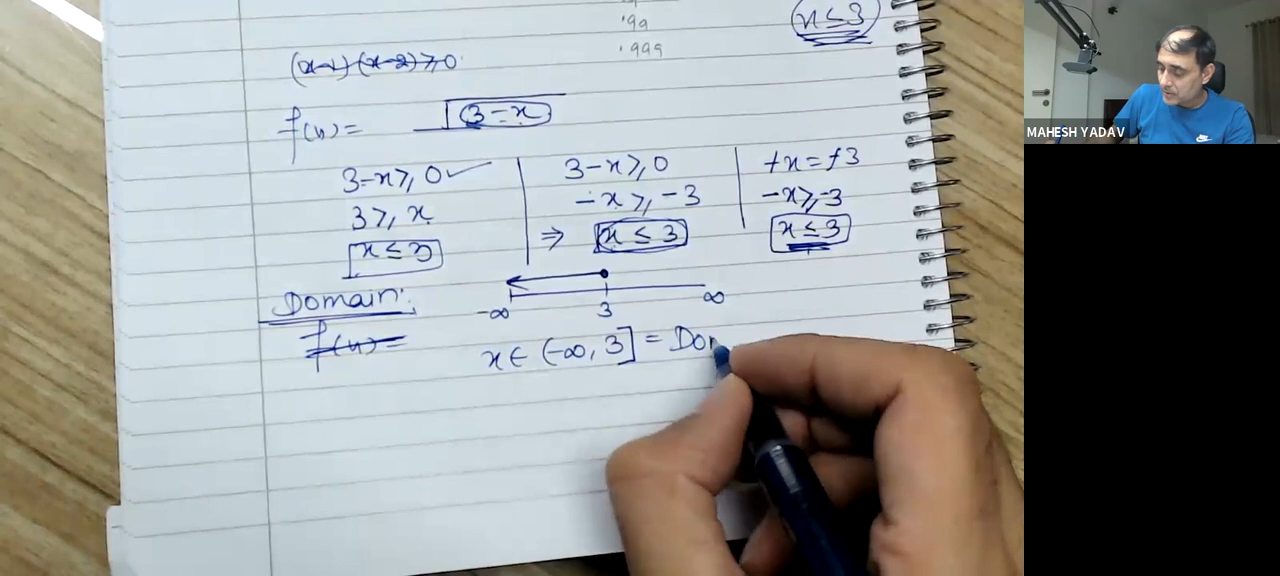 '99
'999
x ≤ 3
(x-1)(x-2) ≥ 0
f(x) = √3-x
3-x ≥ 0 ✓ | 3-x ≥ 0 | +x = +3
3 ≥ x | -x ≥ -3 | -x ≥ -3
x ≤ 3 | ⇒ x ≤ 3 | x ≤ 3
Domain:
-∞ 3 ∞
f(x) =
x ∈ (-∞, 3] = Dom
MAHESH YADAV